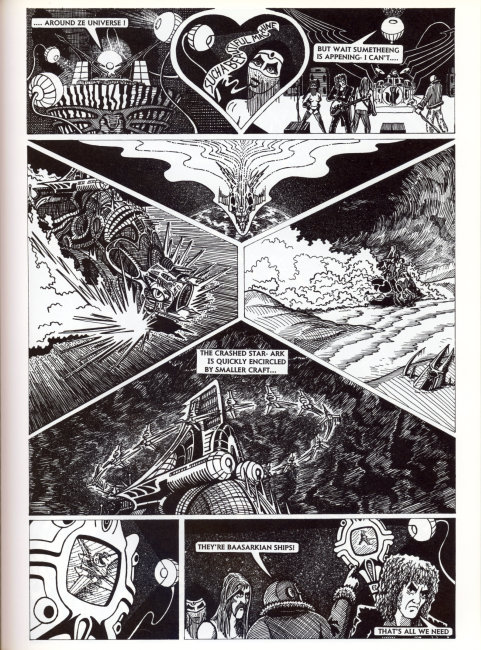 .... AROUND ZE UNIVERSE !
SUCH A BEAUTIFUL MACHINE
BUT WAIT SUMETHEENG
IS APPENING- I CAN'T.....
THE CRASHED STAR- ARK
IS QUICKLY ENCIRCLED
BY SMALLER CRAFT....
THEY'RE BAASARKIAN SHIPS!
THAT'S ALL WE NEED